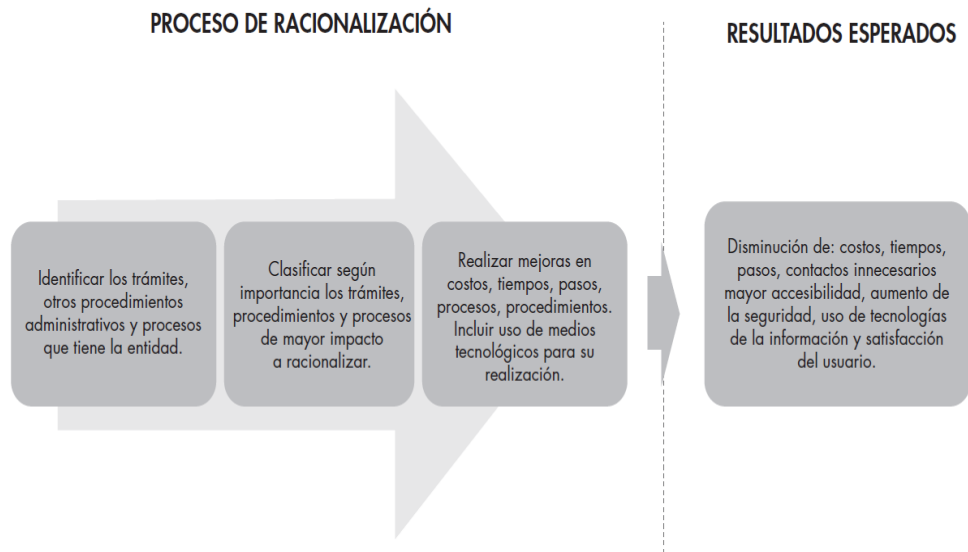 PROCESO DE RACIONALIZACIÓN
RESULTADOS ESPERADOS
Identificar los trámites,
otros procedimientos
administrativos y procesos
que tiene la entidad.
Clasificar según
importancia los trámites,
procedimientos y procesos
de mayor impacto
a racionalizar.
Realizar mejoras en
costos, tiempos, pasos,
procesos, procedimientos.
Incluir uso de medios
tecnológicos para su
realización.
Disminución de: costos, tiempos,
pasos, contactos innecesarios
mayor accesibilidad, aumento de
la seguridad, uso de tecnologías
de la información y satisfacción
del usuario.